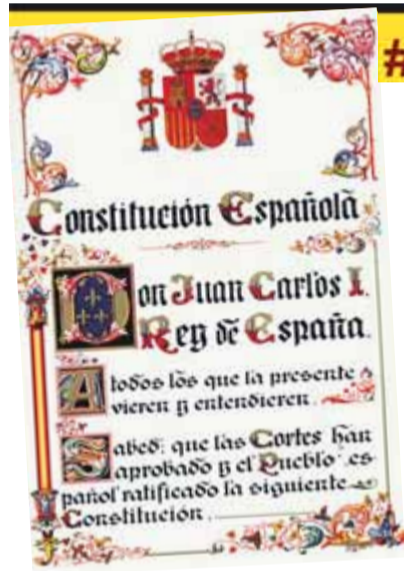 #
Constitución Española
Don Juan Carlos I.
Rey de España.
A todos los que la presente
vieren y entendieren.
Sabed: que las Cortes han
aprobado y el Pueblo es-
pañol ratificado la siguiente
Constitución.